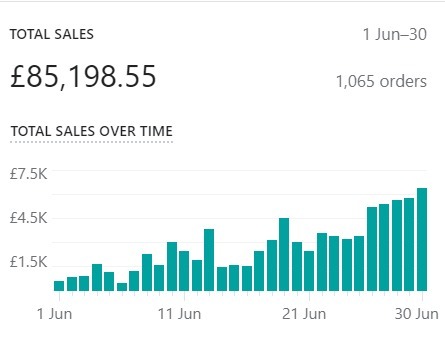 TOTAL SALES 1 Jun–30
£85,198.55 1,065 orders
TOTAL SALES OVER TIME
£7.5K
£4.5K
£1.5K
1 Jun 11 Jun 21 Jun 30 Jun